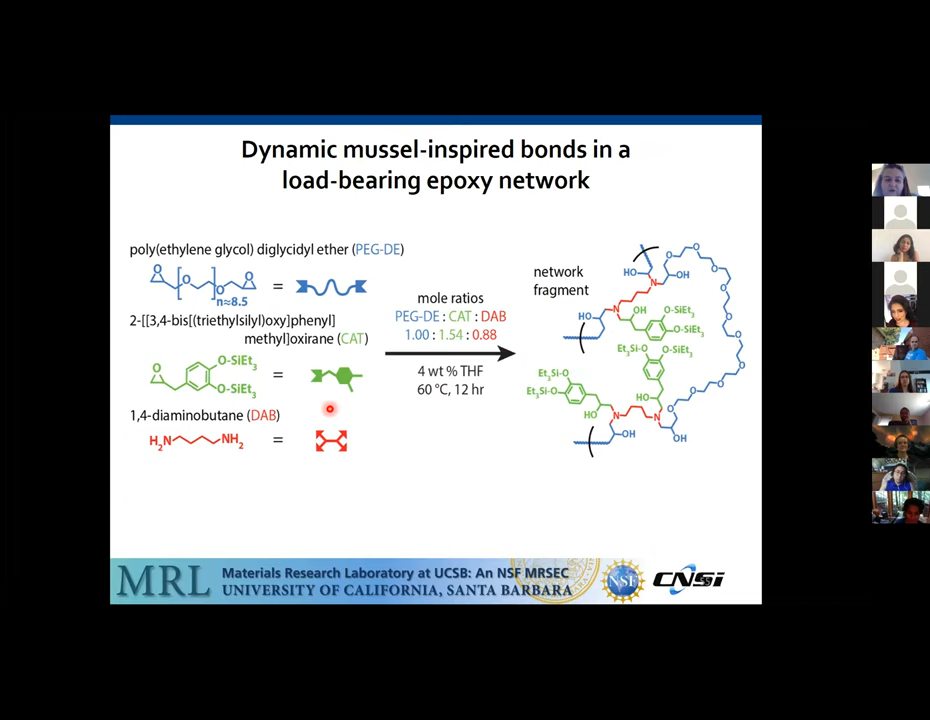 Dynamic mussel-inspired bonds in a
load-bearing epoxy network
poly(ethylene glycol) diglycidyl ether (PEG-DE)
O
O
O
O
n≈8.5
=
2-[[3,4-bis[(triethylsilyl)oxy]phenyl]
methyl]oxirane (CAT)
O
O-SiEt3
O-SiEt3
=
1,4-diaminobutane (DAB)
H2N
NH2
=
mole ratios
PEG-DE : CAT : DAB
1.00 : 1.54 : 0.88
4 wt % THF
60 °C, 12 hr
network
fragment
HO
N
OH
O
O
O
O
O
O
O
O
O
O
HO
N
OH
O-SiEt3
O-SiEt3
Et3Si-O
O-SiEt3
Et3Si-O
Et3Si-O
HO
HO
N
N
OH
OH
MRL
Materials Research Laboratory at UCSB: An NSF MRSEC
UNIVERSITY OF CALIFORNIA, SANTA BARBARA
NSF
CNSi